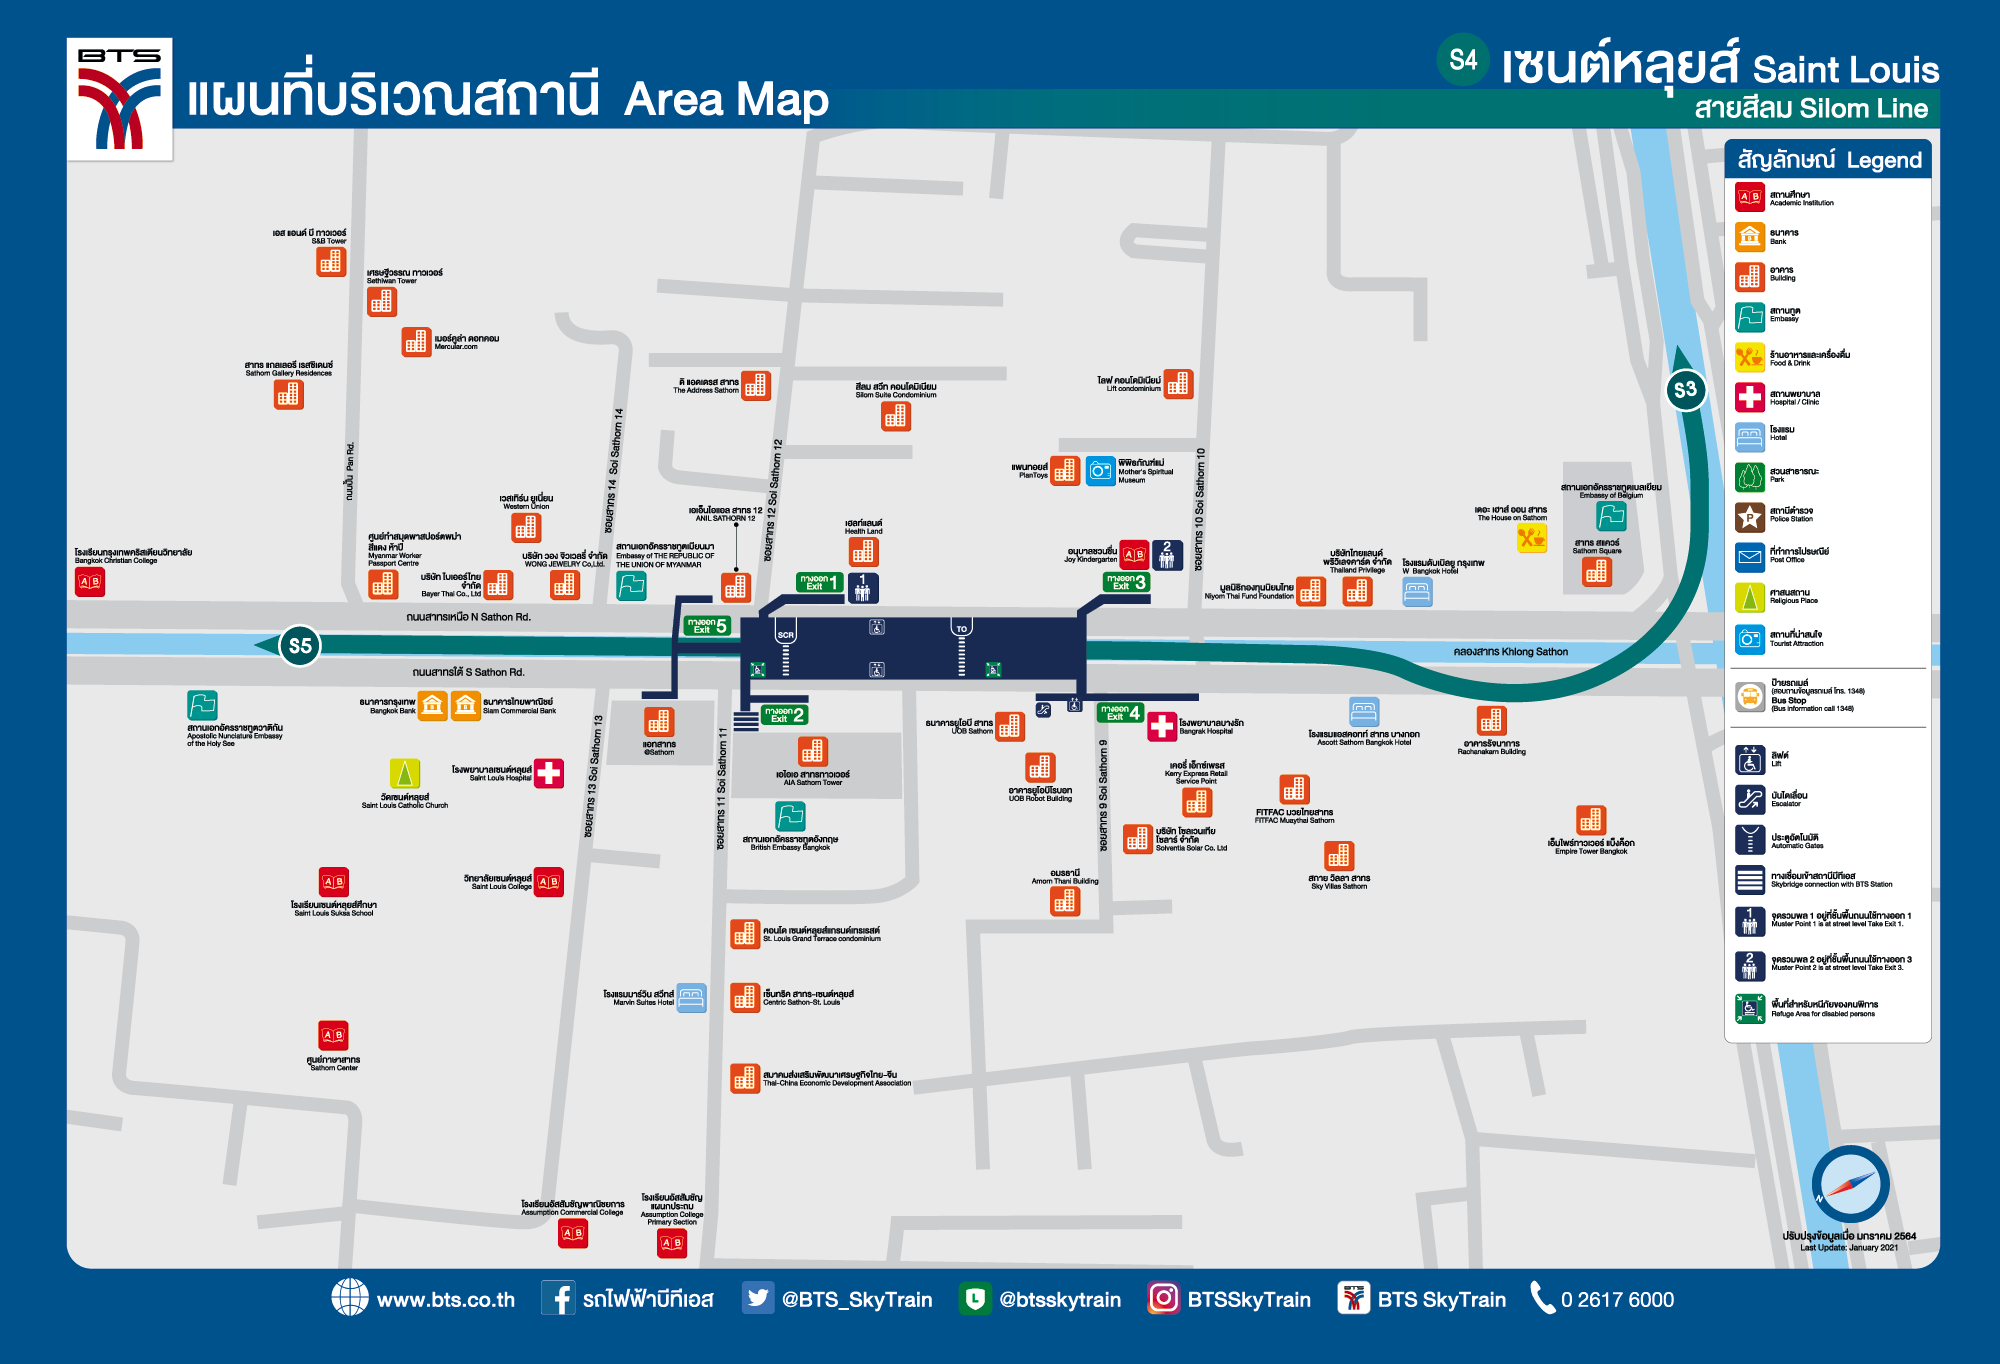 BTS
แผนที่บริเวณสถานี Area Map
S4 เซนต์หลุยส์ Saint Louis
สายสีลม Silom Line
สัญลักษณ์ Legend
สถานศึกษา
Academic Institution
ธนาคาร
Bank
อาคาร
Building
สถานทูต
Embassy
ร้านอาหารและเครื่องดื่ม
Food & Drink
สถานพยาบาล
Hospital / Clinic
โรงแรม
Hotel
สวนสาธารณะ
Park
สถานีตำรวจ
Police Station
ที่ทำการไปรษณีย์
Post Office
ศาสนสถาน
Religious Place
สถานที่น่าสนใจ
Tourist Attraction
ป้ายรถเมล์
(สอบถามข้อมูลรถเมล์ โทร. 1348)
Bus Stop
(Bus information call 1348)
ลิฟต์
Lift
บันไดเลื่อน
Escalator
ประตูอัตโนมัติ
Automatic Gates
ทางเชื่อมเข้าสถานีบีทีเอส
Skybridge connection with BTS Station
1
จุดรวมพล 1 อยู่ที่ชั้นพื้นถนนใช้ทางออก 1
Muster Point 1 is at street level Take Exit 1.
2
จุดรวมพล 2 อยู่ที่ชั้นพื้นถนนใช้ทางออก 3
Muster Point 2 is at street level Take Exit 3.
พื้นที่สำหรับหนีภัยของคนพิการ
Refuge Area for disabled persons
เอส แอนด์ บี ทาวเวอร์
S&B Tower
เศรษฐีวรรณ ทาวเวอร์
Sethiwan Tower
เมอร์คูล่า ดอทคอม
Mercular.com
สาทร แกลเลอรี่ เรสซิเดนซ์
Sathorn Gallery Residences
ถนนปั้น Pan Rd.
ซอยสาทร 14 Soi Sathorn 14
ดิ แอดเดรส สาทร
The Address Sathorn
สีลม สวีท คอนโดมิเนียม
Silom Suite Condominium
ไลฟ คอนโดมิเนียม
Lift condominium
ซอยสาทร 12 Soi Sathorn 12
ซอยสาทร 10 Soi Sathorn 10
แพนทอยส์
PlanToys
พิพิธภัณฑ์แม่
Mother's Spiritual
Museum
สถานเอกอัครราชทูตเบลเยียม
Embassy of Belgium
เดอะ เฮาส์ ออน สาทร
The House on Sathorn
สาทร สแควร์
Sathorn Square
S3
เวสเทิร์น ยูเนี่ยน
Western Union
เอเอ็นไอแอล สาทร 12
ANIL SATHORN 12
เฮลท์แลนด์
Health Land
โรงเรียนกรุงเทพคริสเตียนวิทยาลัย
Bangkok Christian College
ศูนย์ทำสมุดพาสปอร์ตพม่า
สีแดง ห้าปี
Myanmar Worker
Passport Centre
บริษัท ไบเออร์ไทย
จำกัด
Bayer Thai Co., Ltd
บริษัท วอง จิวเวลรี่ จำกัด
WONG JEWELRY Co,Ltd.
สถานเอกอัครราชทูตเมียนมา
Embassy of THE REPUBLIC OF
THE UNION OF MYANMAR
อนุบาลชวนชื่น
Joy Kindergarten
2
บริษัทไทยแลนด์
พริวิเลจคาร์ด จำกัด
Thailand Privilege
โรงแรมดับเบิลยู กรุงเทพ
W Bangkok Hotel
มูลนิธิกองทุนนิยมไทย
Niyom Thai Fund Foundation
ทางออก
Exit 1
1
ทางออก
Exit 3
ทางออก
Exit 5
ถนนสาทรเหนือ N Sathon Rd.
S5
SCR
TO
คลองสาทร Khlong Sathon
ถนนสาทรใต้ S Sathon Rd.
ทางออก
Exit 2
ทางออก
Exit 4
สถานเอกอัครราชทูตวาติกัน
Apostolic Nunciature Embassy
of the Holy See
ธนาคารกรุงเทพ
Bangkok Bank
ธนาคารไทยพาณิชย์
Siam Commercial Bank
แอทสาทร
@Sathorn
ธนาคารยูโอบี สาทร
UOB Sathorn
โรงพยาบาลบางรัก
Bangrak Hospital
โรงแรมแอสคอทท์ สาทร บางกอก
Ascott Sathorn Bangkok Hotel
อาคารรัจนาการ
Rachanakarn Building
วัดเซนต์หลุยส์
Saint Louis Catholic Church
โรงพยาบาลเซนต์หลุยส์
Saint Louis Hospital
ซอยสาทร 13 Soi Sathorn 13
ซอยสาทร 11 Soi Sathorn 11
เอไอเอ สาทรทาวเวอร์
AIA Sathorn Tower
สถานเอกอัครราชทูตอังกฤษ
British Embassy Bangkok
อาคารยูโอบีโรบอท
UOB Robot Building
ซอยสาทร 9 Soi Sathorn 9
เคอรี่ เอ็กซ์เพรส
Kerry Express Retail
Service Point
บริษัท โซลเวนเทีย
โซลาร์ จำกัด
Solventia Solar Co. Ltd
FITFAC มวยไทยสาทร
FITFAC Muaythai Sathorn
สกาย วิลลา สาทร
Sky Villas Sathorn
เอ็มไพร์ทาวเวอร์ แบ็งค็อก
Empire Tower Bangkok
โรงเรียนเซนต์หลุยส์ศึกษา
Saint Louis Suksa School
วิทยาลัยเซนต์หลุยส์
Saint Louis College
อมรธานี
Amorn Thani Building
คอนโด เซนต์หลุยส์แกรนด์เทรเรสต์
St. Louis Grand Terrace condominium
โรงแรมมาร์วิน สวีทส์
Marvin Suites Hotel
เซ็นทริค สาทร-เซนต์หลุยส์
Centric Sathon-St. Louis
ศูนย์ภาษาสาทร
Sathorn Center
สมาคมส่งเสริมพัฒนาเศรษฐกิจไทย-จีน
Thai-China Economic Development Association
โรงเรียนอัสสัมชัญพาณิชยการ
Assumption Commercial College
โรงเรียนอัสสัมชัญ
แผนกประถม
Assumption College
Primary Section
N
ปรับปรุงข้อมูลเมื่อ มกราคม 2564
Last Update: January 2021
www.bts.co.th
รถไฟฟ้าบีทีเอส
@BTS_SkyTrain
@btsskytrain
BTSSkyTrain
BTS SkyTrain
0 2617 6000